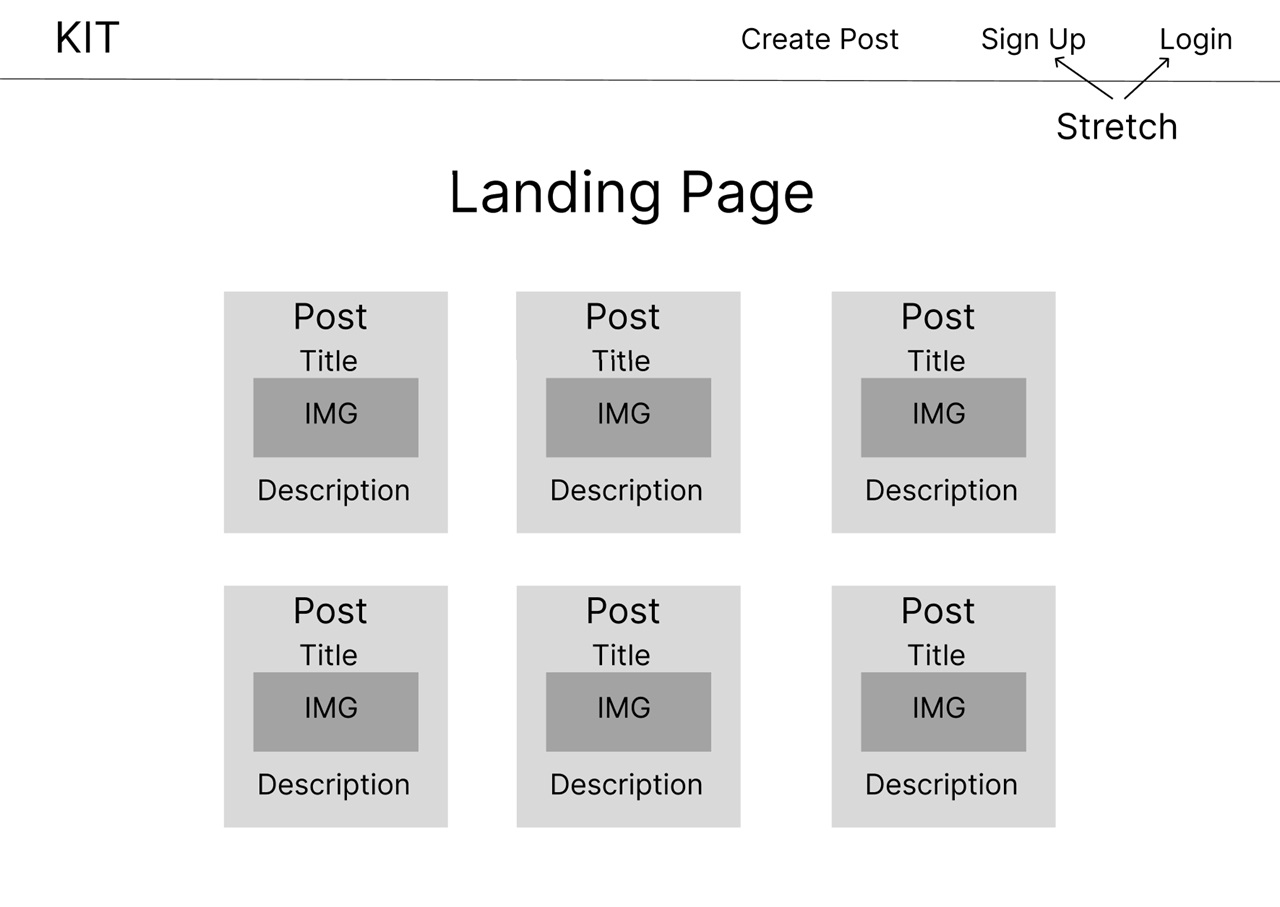 KIT Create Post Sign Up Login
Stretch
Landing Page
Post Post Post
Title Title Title
IMG IMG IMG
Description Description Description
Post Post Post
Title Title Title
IMG IMG IMG
Description Description Description